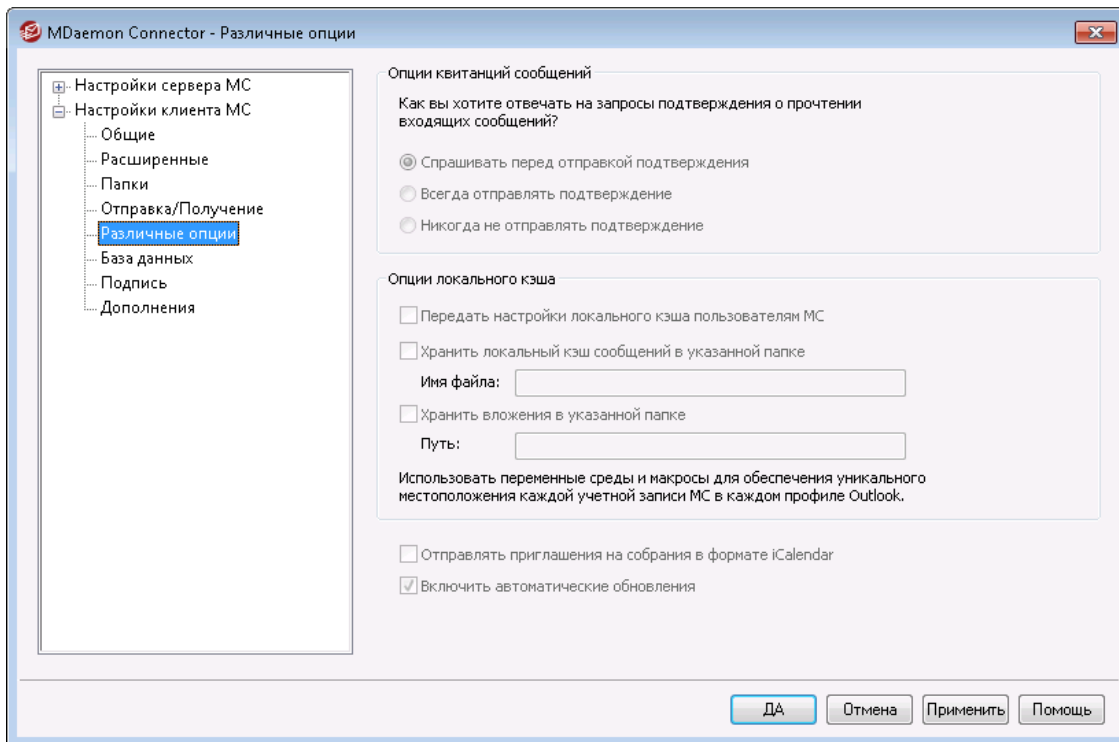 MDaemon Connector - Различные опции
Настройки сервера МС
Настройки клиента МС
Общие
Расширенные
Папки
Отправка/Получение
Различные опции
База данных
Подпись
Дополнения
Опции квитанций сообщений
Как вы хотите отвечать на запросы подтверждения о прочтении
входящих сообщений?
Спрашивать перед отправкой подтверждения
Всегда отправлять подтверждение
Никогда не отправлять подтверждение
Опции локального кэша
Передать настройки локального кэша пользователям МС
Хранить локальный кэш сообщений в указанной папке
Имя файла:
Хранить вложения в указанной папке
Путь:
Использовать переменные среды и макросы для обеспечения уникального
местоположения каждой учетной записи МС в каждом профиле Outlook.
Отправлять приглашения на собрания в формате iCalendar
Включить автоматические обновления
ДА
Отмена
Применить
Помощь